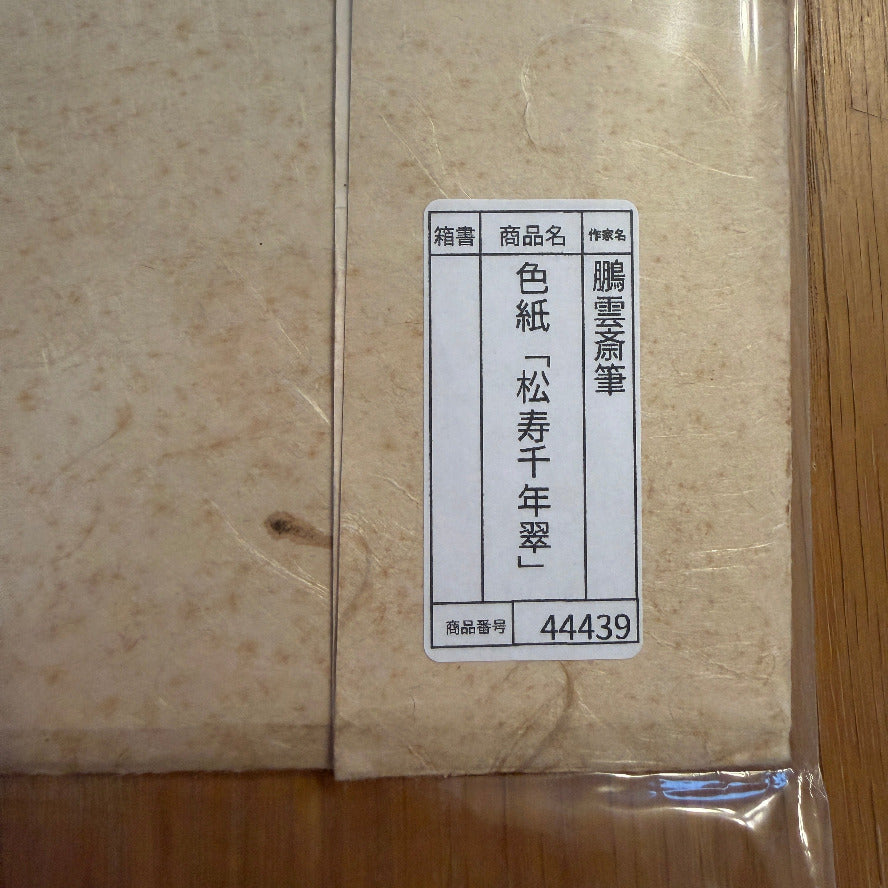 作家名
鵬雲斎筆
商品名
色紙「松寿千年翠」
箱書
商品番号
44439